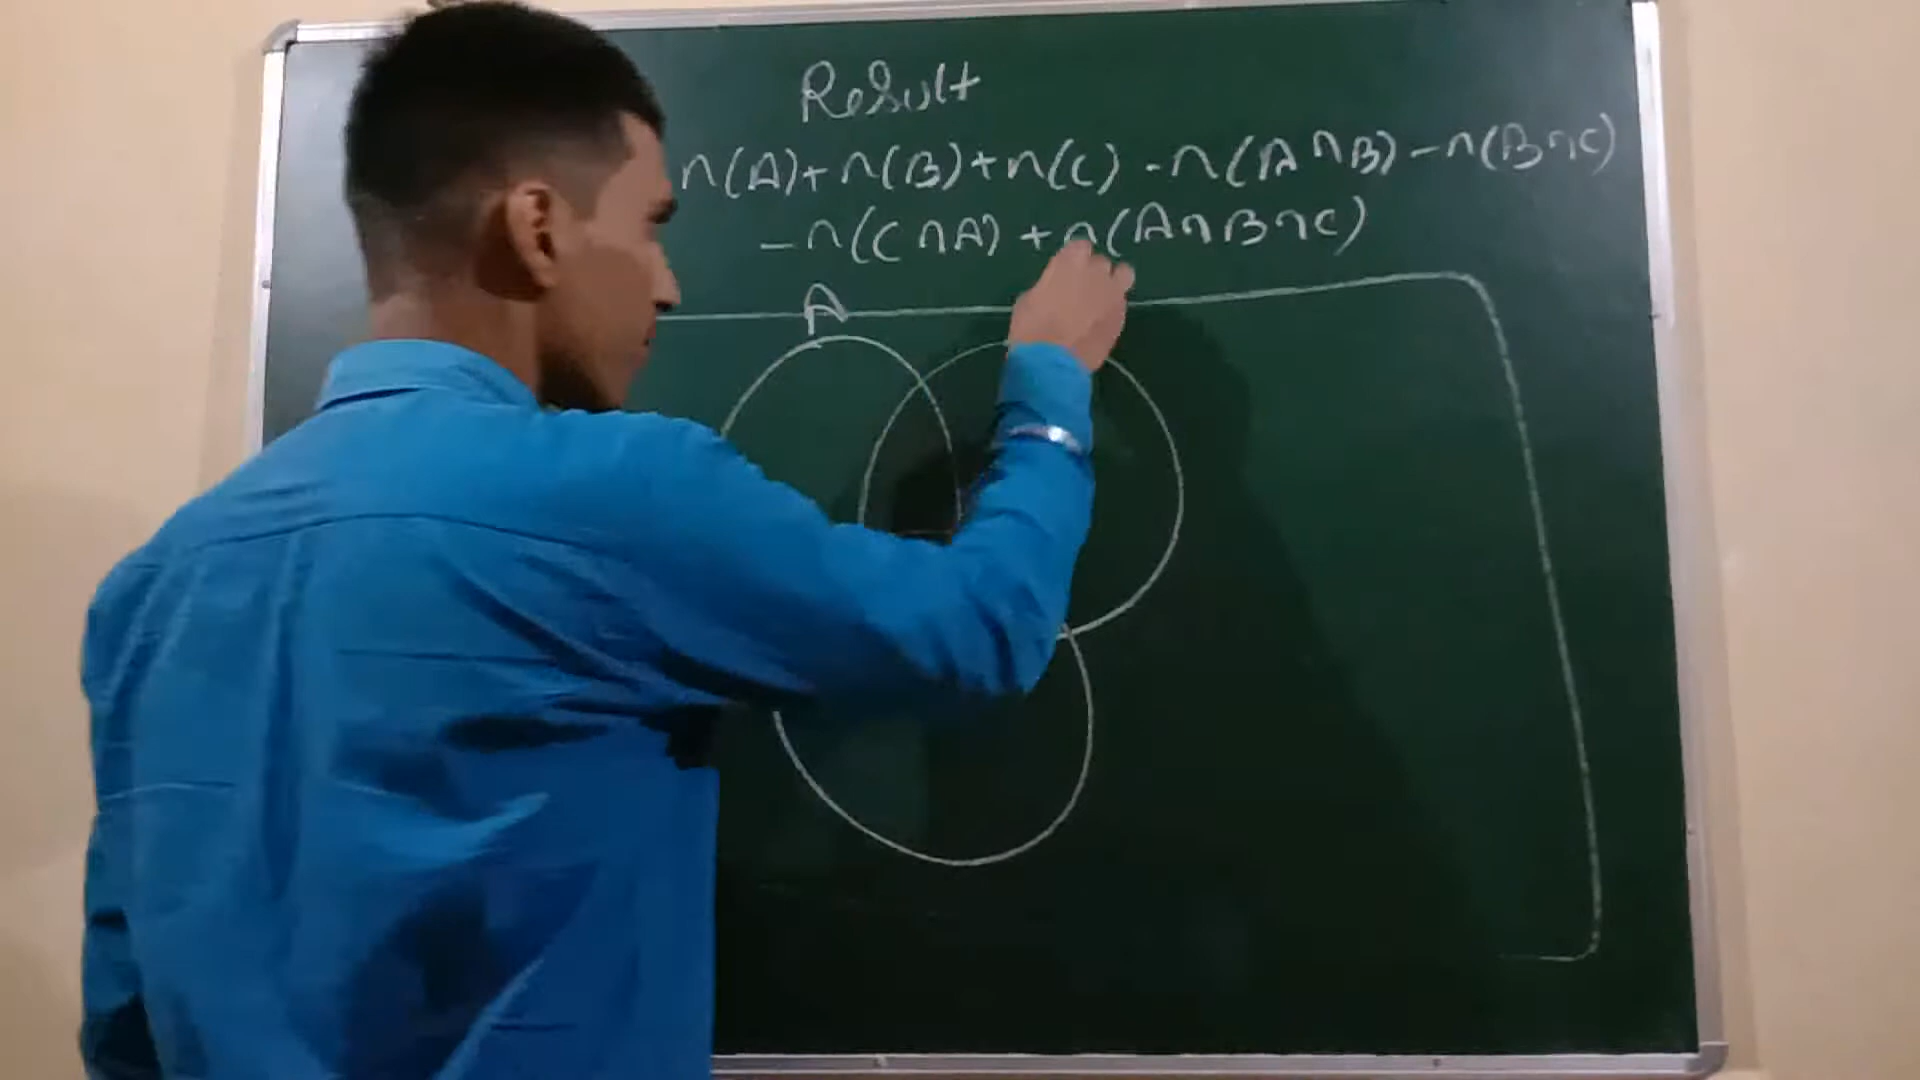 Result
n(A)+n(B)+n(C) -n(A∩B) -n(B∩C)
-n(C∩A) +n(A∩B∩C)
A